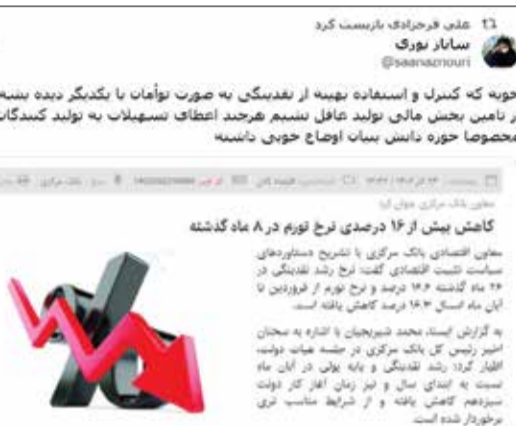 علی فرحزادی بازپست کرد
ساناز نوری
@saanaznouri
خوبه که کنترل و استفاده بهینه از نقدینگی به صورت توأمان با یکدیگر دیده بشه
از تامین بخش مالی تولید غافل نشیم هرچند اعطای تسهیلات به تولید کنندگان
مخصوصا حوزه دانش بنیان اوضاع خوبی داشته
معاون بانک مرکزی عنوان کرد
کاهش بیش از ۱۶ درصدی نرخ تورم در ۸ ماه گذشته
معاون اقتصادی بانک مرکزی با تشریح دستاوردهای
سیاست تثبیت اقتصادی گفت: نرخ رشد نقدینگی در
۲۶ ماه گذشته ۱۴.۶ درصد و نرخ تورم از فروردین تا
آبان ماه امسال ۱۶.۳ درصد کاهش یافته است.
به گزارش ایسنا، محمد شیریجیان با اشاره به سخنان
اخیر رئیس کل بانک مرکزی در جلسه هیات دولت،
اظهار کرد: رشد نقدینگی و پایه پولی در آبان ماه
نسبت به ابتدای سال و نیز زمان آغاز کار دولت
سیزدهم کاهش یافته و از شرایط مناسب تری
برخوردار شده است.